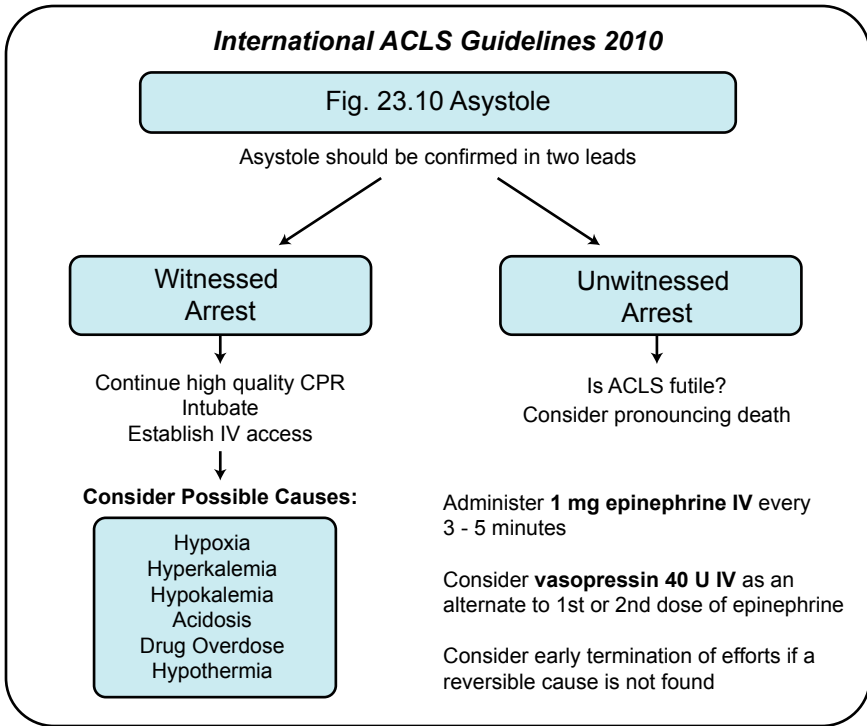 International ACLS Guidelines 2010
Fig. 23.10 Asystole
Asystole should be confirmed in two leads
Witnessed
Arrest
Continue high quality CPR
Intubate
Establish IV access
Consider Possible Causes:
Hypoxia
Hyperkalemia
Hypokalemia
Acidosis
Drug Overdose
Hypothermia
Unwitnessed
Arrest
Is ACLS futile?
Consider pronouncing death
Administer 1 mg epinephrine IV every
3 - 5 minutes
Consider vasopressin 40 U IV as an
alternate to 1st or 2nd dose of epinephrine
Consider early termination of efforts if a
reversible cause is not found